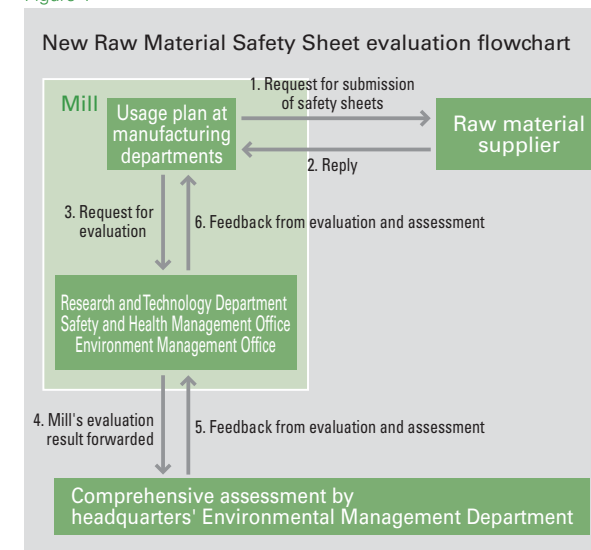 New Raw Material Safety Sheet evaluation flowchart
Mill
Usage plan at
manufacturing
departments
1. Request for submission
of safety sheets
Raw material
supplier
2. Reply
3. Request for
evaluation
6. Feedback from evaluation and assessment
Research and Technology Department
Safety and Health Management Office
Environment Management Office
4. Mill's evaluation
result forwarded
5. Feedback from evaluation and assessment
Comprehensive assessment by
headquarters' Environmental Management Department